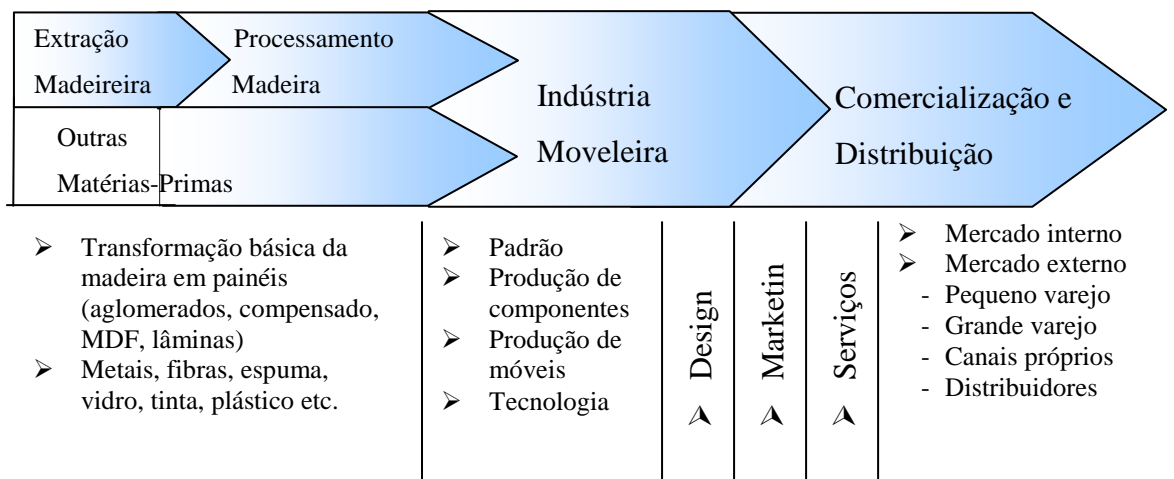 Extração
Madeireira
Processamento
Madeira
Outras
Matérias-Primas
Indústria
Moveleira
Comercialização e
Distribuição
➢ Transformação básica da
madeira em painéis
(aglomerados, compensado,
MDF, lâminas)
➢ Metais, fibras, espuma,
vidro, tinta, plástico etc.
➢ Padrão
➢ Produção de
componentes
➢ Produção de
móveis
➢ Tecnologia
➢ Design
➢ Marketin
➢ Serviços
➢ Mercado interno
➢ Mercado externo
- Pequeno varejo
- Grande varejo
- Canais próprios
- Distribuidores